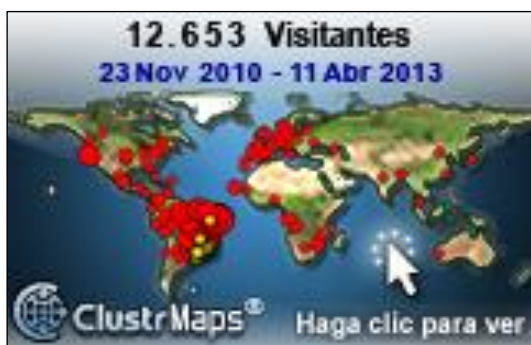 12.653 Visitantes
23 Nov 2010 - 11 Abr 2013
ClustrMaps®
Haga clic para ver